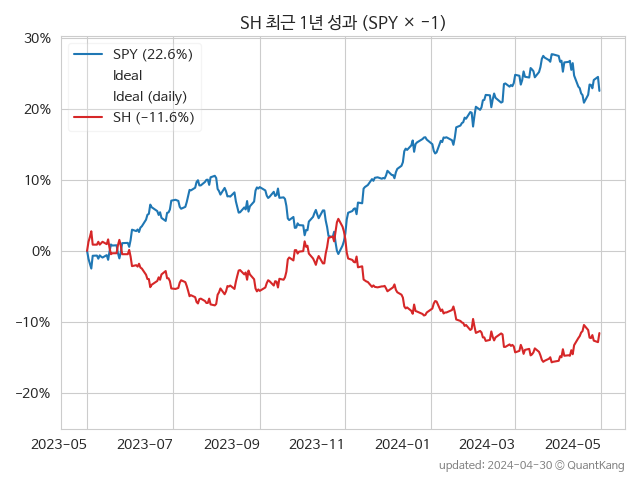 SH 최근 1년 성과 (SPY × −1)
SPY (22.6%)
Ideal
Ideal (daily)
SH (−11.6%)
30%
20%
10%
0%
−10%
−20%
2023−05 2023−07 2023−09 2023−11 2024−01 2024−03 2024−05
updated: 2024−04−30 © QuantKang